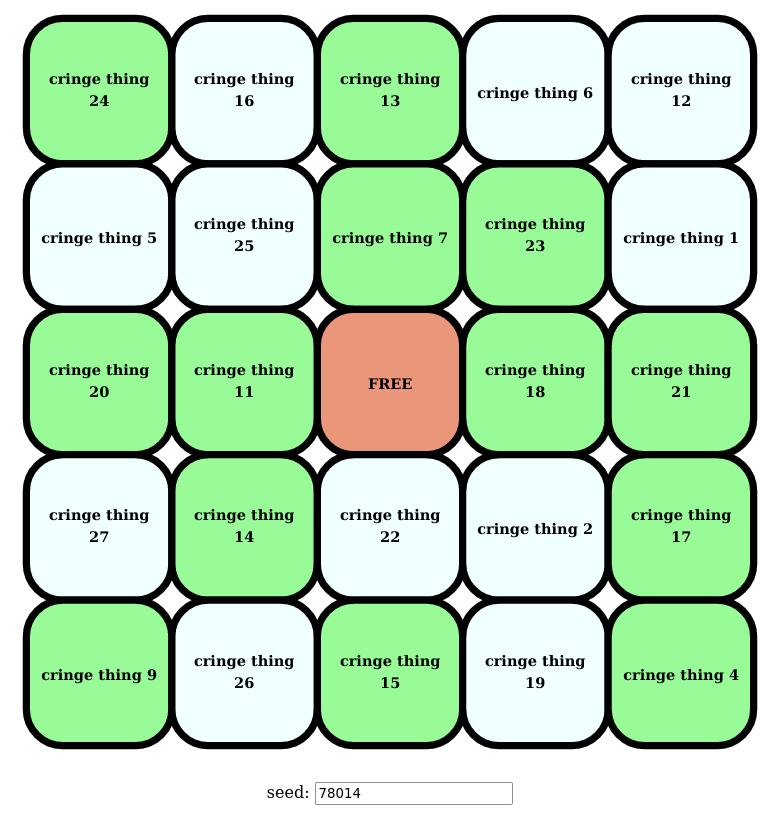 cringe thing
24
cringe thing
16
cringe thing
13
cringe thing 6
cringe thing
12
cringe thing 5
cringe thing
25
cringe thing 7
cringe thing
23
cringe thing 1
cringe thing
20
cringe thing
11
FREE
cringe thing
18
cringe thing
21
cringe thing
27
cringe thing
14
cringe thing
22
cringe thing 2
cringe thing
17
cringe thing 9
cringe thing
26
cringe thing
15
cringe thing
19
cringe thing 4
seed: 78014